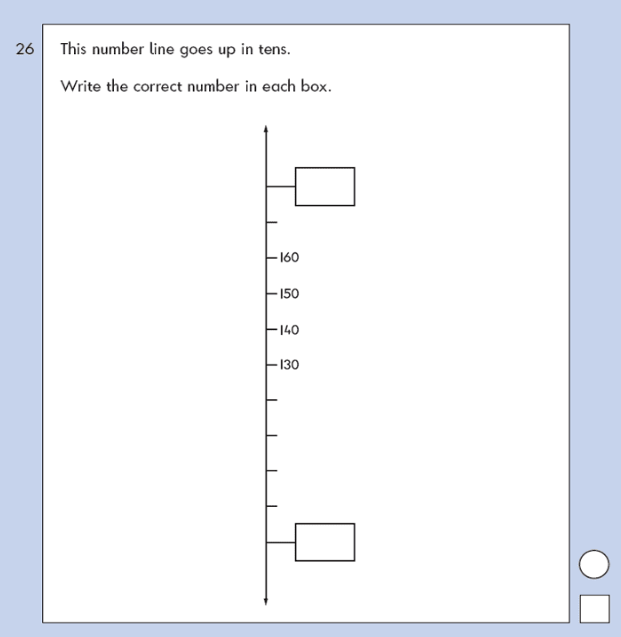 26 This number line goes up in tens.
Write the correct number in each box.
160
150
140
130